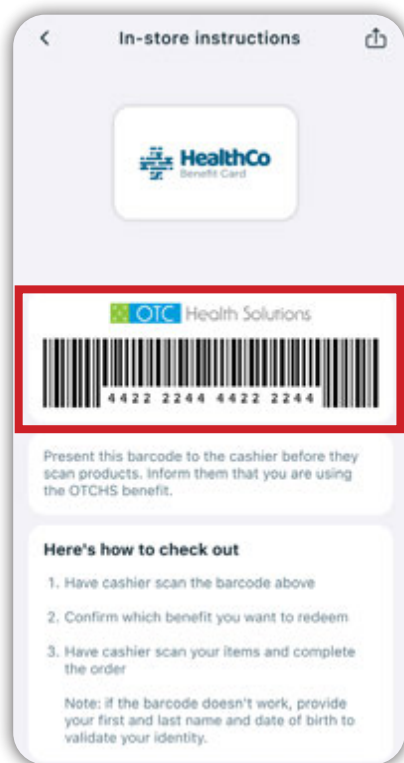 In-store instructions
HealthCo
Benefit Card
OTC Health Solutions
4422 2244 4422 2244
Present this barcode to the cashier before they
scan products. Inform them that you are using
the OTCHS benefit.
Here's how to check out
1. Have cashier scan the barcode above
2. Confirm which benefit you want to redeem
3. Have cashier scan your items and complete
the order
Note: if the barcode doesn't work, provide
your first and last name and date of birth to
validate your identity.